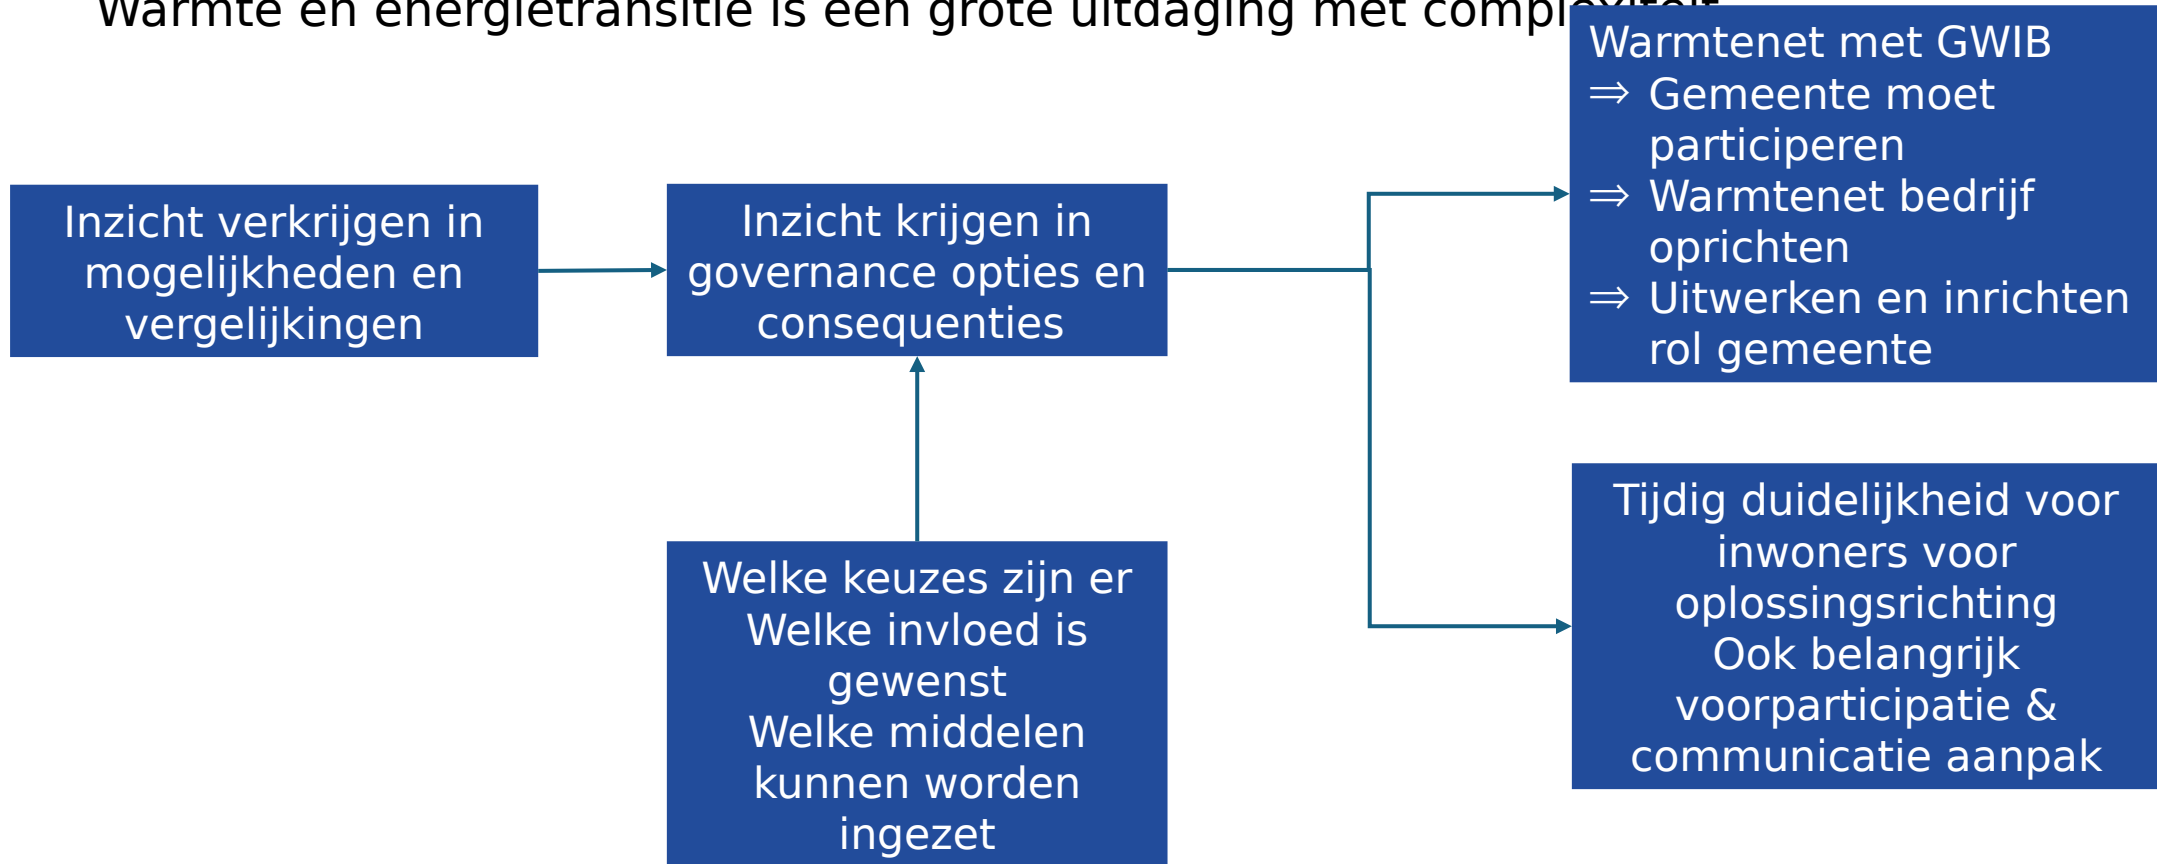 Warmte en energietransitie is een grote uitdaging met complexiteit
Inzicht verkrijgen in
mogelijkheden en
vergelijkingen
Inzicht krijgen in
governance opties en
consequenties
Welke keuzes zijn er
Welke invloed is
gewenst
Welke middelen
kunnen worden
ingezet
Warmtenet met GWIB
⇒ Gemeente moet
participeren
⇒ Warmtenet bedrijf
oprichten
⇒ Uitwerken en inrichten
rol gemeente
Tijdig duidelijkheid voor
inwoners voor
oplossingsrichting
Ook belangrijk
voorparticipatie &
communicatie aanpak